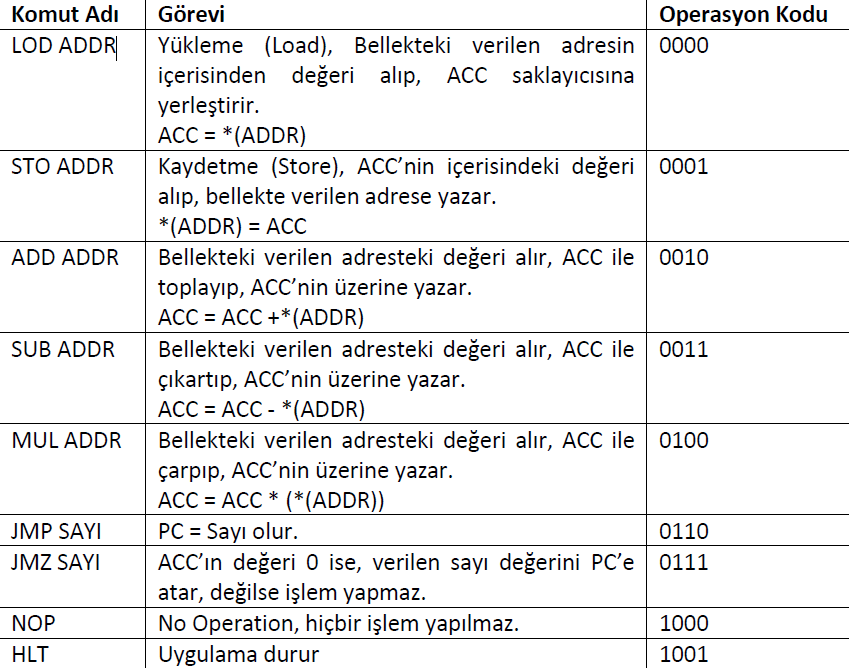 Komut Adı Görevi Operasyon Kodu
LOD ADDR Yükleme (Load), Bellekteki verilen adresin 0000
içerisinden değeri alıp, ACC saklayıcısına
yerleştirir.
ACC = *(ADDR)
STO ADDR Kaydetme (Store), ACC’nin içerisindeki değeri 0001
alıp, bellekte verilen adrese yazar.
*(ADDR) = ACC
ADD ADDR Bellekteki verilen adresteki değeri alır, ACC ile 0010
toplayıp, ACC’nin üzerine yazar.
ACC = ACC +*(ADDR)
SUB ADDR Bellekteki verilen adresteki değeri alır, ACC ile 0011
çıkartıp, ACC’nin üzerine yazar.
ACC = ACC - *(ADDR)
MUL ADDR Bellekteki verilen adresteki değeri alır, ACC ile 0100
çarpıp, ACC’nin üzerine yazar.
ACC = ACC * (*(ADDR))
JMP SAYI PC = Sayı olur. 0110
JMZ SAYI ACC’ın değeri 0 ise, verilen sayı değerini PC’e 0111
atar, değilse işlem yapmaz.
NOP No Operation, hiçbir işlem yapılmaz. 1000
HLT Uygulama durur 1001